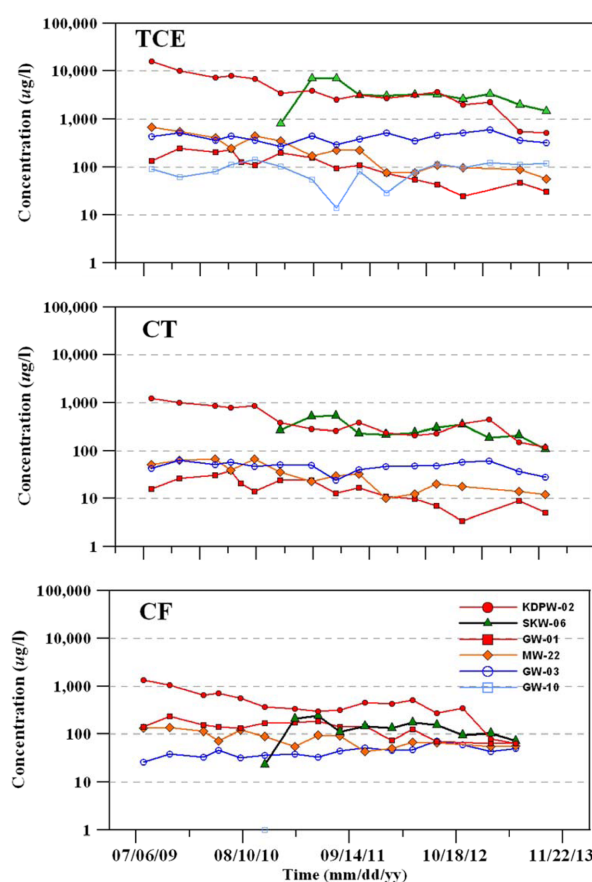 TCE
100,000
10,000
1,000
100
10
1
Concentration (ug/l)
CT
100,000
10,000
1,000
100
10
1
Concentration (ug/l)
CF
100,000
10,000
1,000
100
10
1
Concentration (ug/l)
KDPW-02
SKW-06
GW-01
MW-22
GW-03
GW-10
07/06/09 08/10/10 09/14/11 10/18/12 11/22/13
Time (mm/dd/yy)